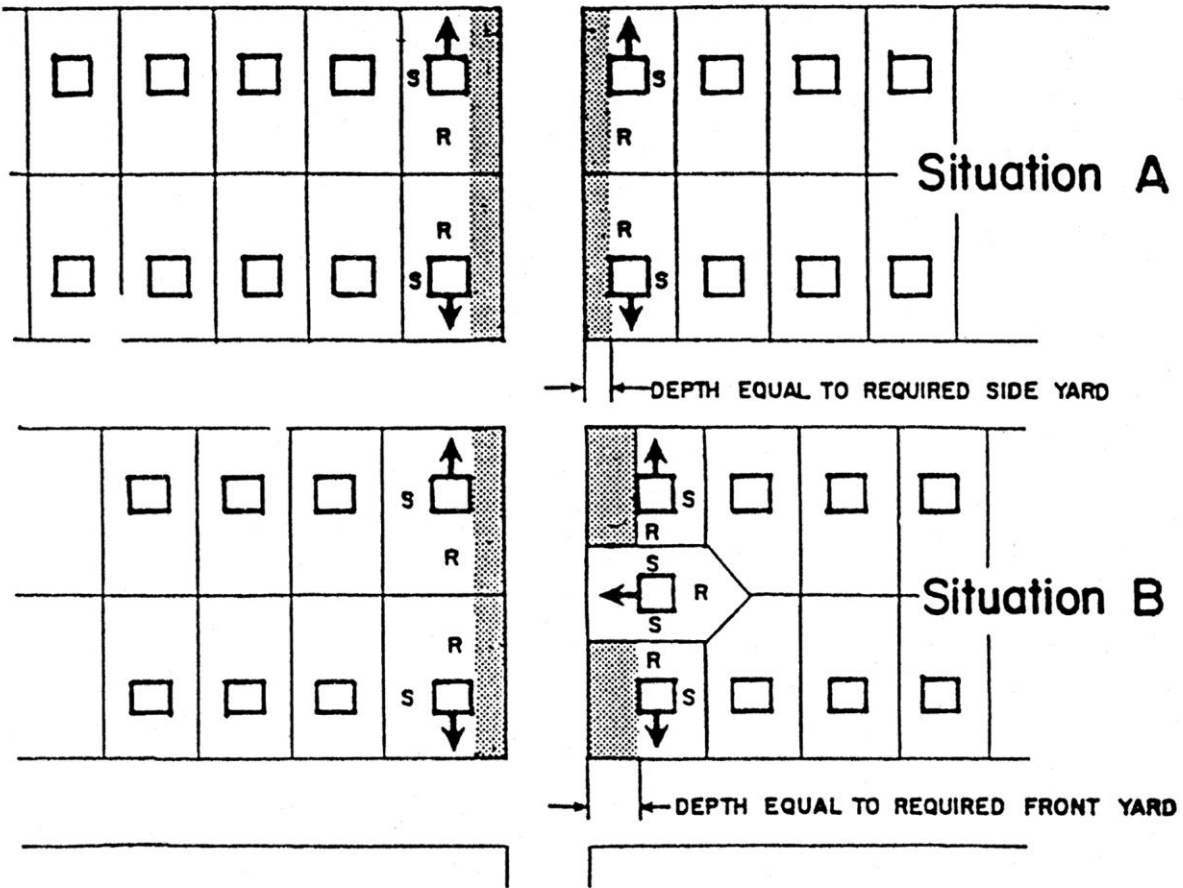 S
S
R
R
Situation A
R
R
S
S
DEPTH EQUAL TO REQUIRED SIDE YARD
S
S
R
R
S
R
Situation B
S
R
R
S
S
DEPTH EQUAL TO REQUIRED FRONT YARD